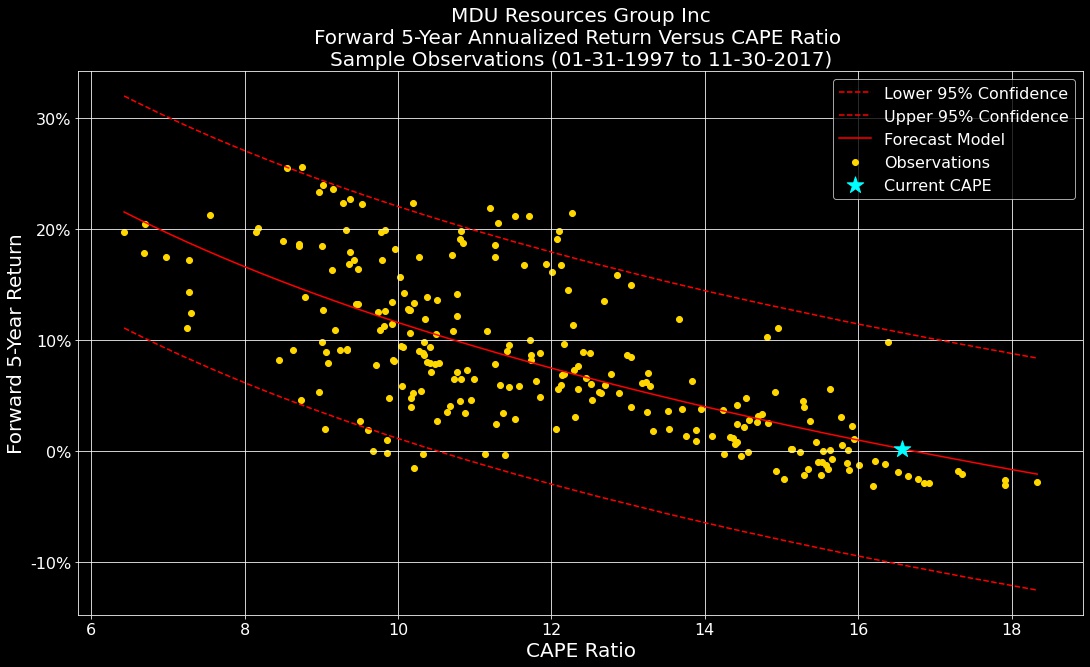 MDU Resources Group Inc
Forward 5-Year Annualized Return Versus CAPE Ratio
Sample Observations (01-31-1997 to 11-30-2017)
Lower 95% Confidence
Upper 95% Confidence
Forecast Model
Observations
Current CAPE
Forward 5-Year Return
30%
20%
10%
0%
-10%
6
8
10
12
14
16
18
CAPE Ratio